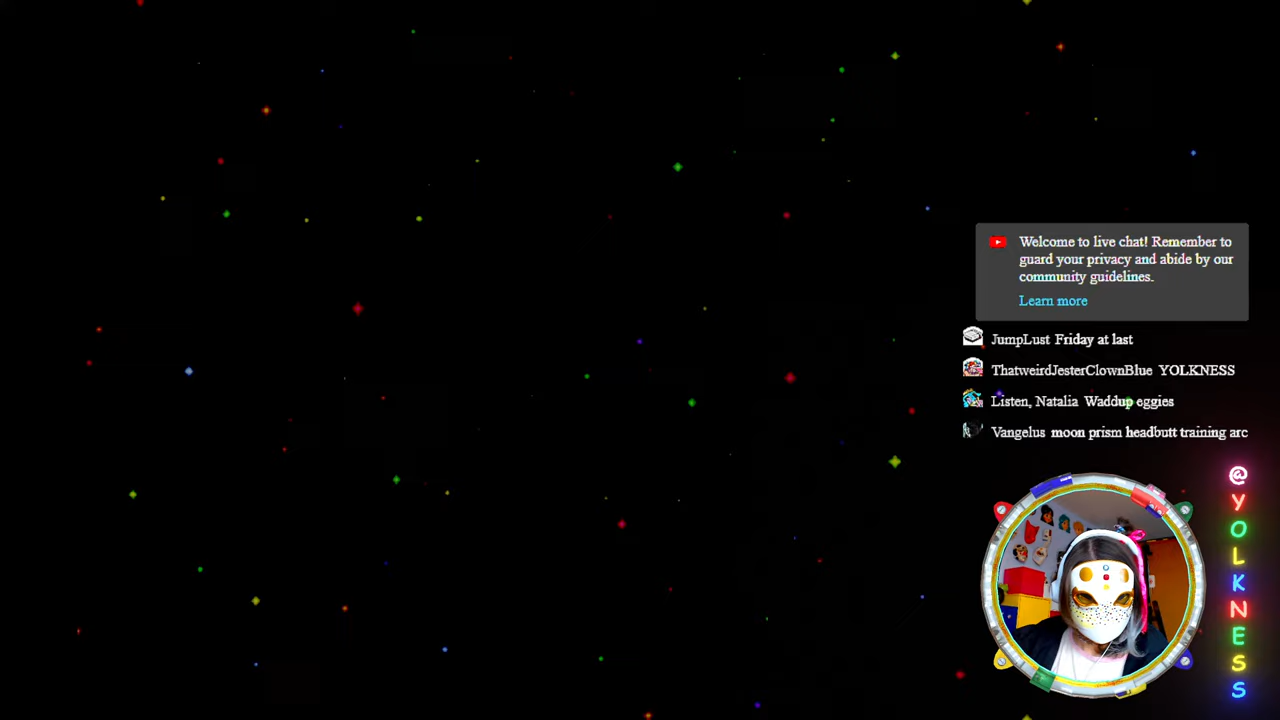 Welcome to live chat! Remember to
guard your privacy and abide by our
community guidelines.
Learn more
JumpLust Friday at last
ThatweirdJesterClownBlue YOLKNESS
Listen, Natalia Waddup eggies
Vangelus moon prism headbutt training arc
@YOLKNESS